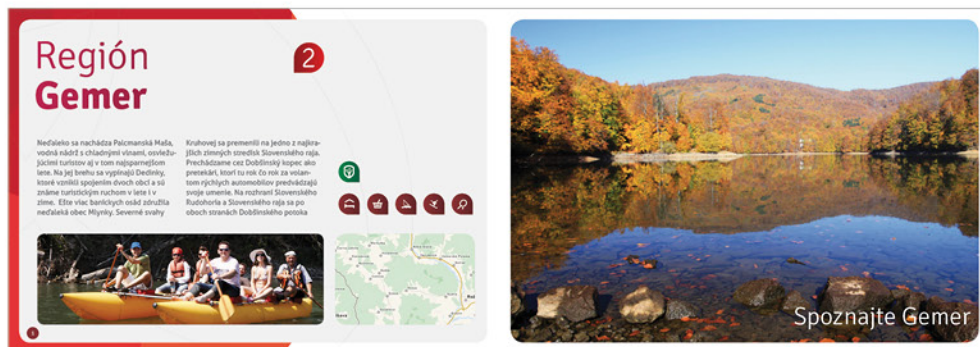 Región
Gemer
2
Neďaleko sa nachádza Palcmanská Maša,
vodná nádrž s chladnými vlnami, osviežu-
júcimi turistov aj v tom najsparnejšom
lete. Na jej brehu sa vypínajú Dedinky,
ktoré vznikli spojením dvoch obcí a sú
známe turistickým ruchom v lete i v
zime. Ešte viac baníckych osád združila
neďaleká obec Mlynky. Severné svahy
Kruhovej sa premenili na jedno z najkra-
jších zimných stredísk Slovenského raja.
Prechádzame cez Dobšinský kopec ako
pretekári, ktorí tu rok čo rok za volan-
tom rýchlych automobilov predvádzajú
svoje umenie. Na rozhraní Slovenského
Rudohoria a Slovenského raja sa po
oboch stranách Dobšinského potoka
Spoznajte Gemer